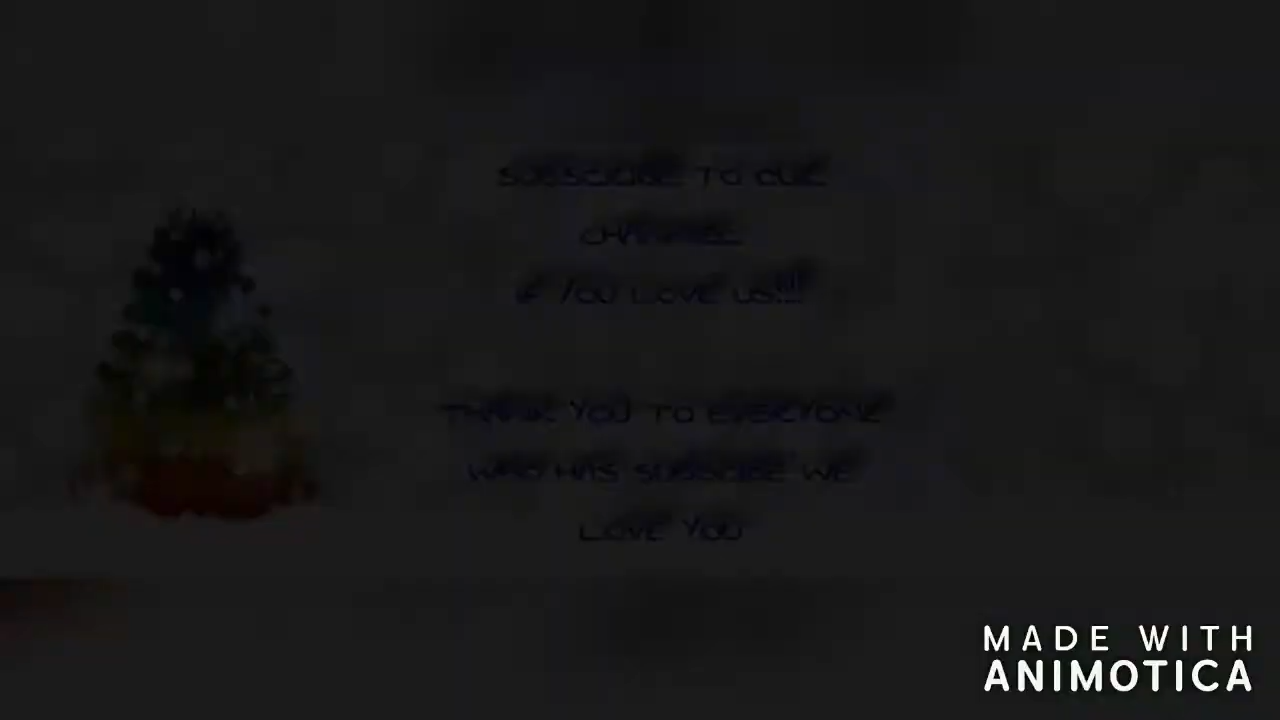 SUBSCRIBE TO OUR
CHANNEL
IF YOU LOVE US!!!
THANK YOU TO EVERYONE
WHO HAS SUBSCIBE WE
LOVE YOU
MADE WITH
ANIMOTICA